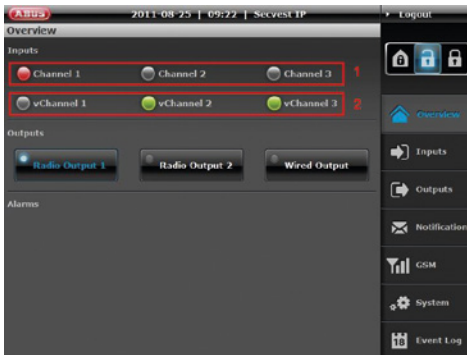 ABUS 2011-08-25 | 09:22 | Secvest IP Logout
Overview
Inputs
Channel 1 Channel 2 Channel 3 1
vChannel 1 vChannel 2 vChannel 3 2
Overview
Outputs
Radio Output 1 Radio Output 2 Wired Output
Inputs
Outputs
Alarms
Notification
GSM
System
18 Event Log